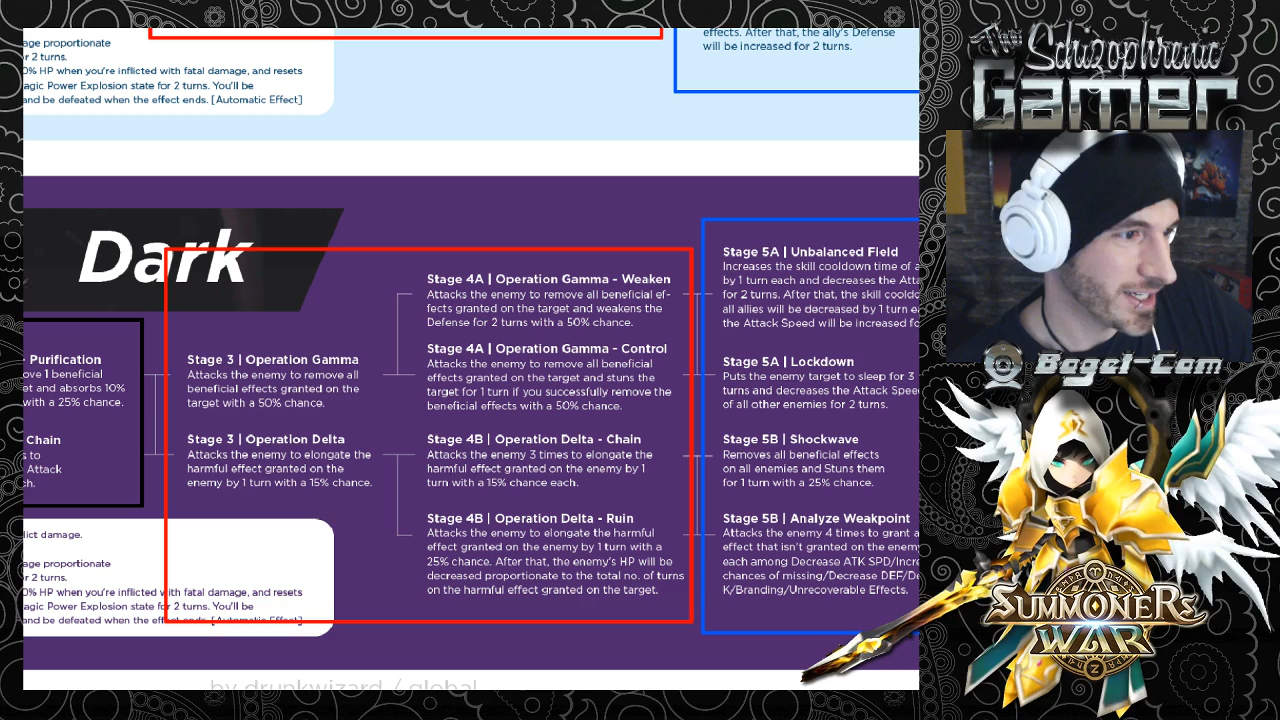 age proportionate
r 2 turns.
0% HP when you're inflicted with fatal damage, and resets
agic Power Explosion state for 2 turns. You'll be
and be defeated when the effect ends. [Automatic Effect]
effects. After that, the ally's Defense
will be increased for 2 turns.
The Schizophrenic
Gamer
Boget-Com
SUMMONERS
WAR
Dark
- Purification
ove 1 beneficial
et and absorbs 10%
with a 25% chance.
Chain
s to
Attack
ch.
Stage 3 | Operation Gamma
Attacks the enemy to remove all
beneficial effects granted on the
target with a 50% chance.
Stage 3 | Operation Delta
Attacks the enemy to elongate the
harmful effect granted on the
enemy by 1 turn with a 15% chance.
Stage 4A | Operation Gamma - Weaken
Attacks the enemy to remove all beneficial ef-
fects granted on the target and weakens the
Defense for 2 turns with a 50% chance.
Stage 4A | Operation Gamma - Control
Attacks the enemy to remove all beneficial
effects granted on the target and stuns the
target for 1 turn if you successfully remove the
beneficial effects with a 50% chance.
Stage 4B | Operation Delta - Chain
Attacks the enemy 3 times to elongate the
harmful effect granted on the enemy by 1
turn with a 15% chance each.
Stage 4B | Operation Delta - Ruin
Attacks the enemy to elongate the harmful
effect granted on the enemy by 1 turn with a
25% chance. After that, the enemy's HP will be
decreased proportionate to the total no. of turns
on the harmful effect granted on the target.
Stage 5A | Unbalanced Field
Increases the skill cooldown time of a
by 1 turn each and decreases the Atta
for 2 turns. After that, the skill cooldo
all allies will be decreased by 1 turn ea
the Attack Speed will be increased fo
Stage 5A | Lockdown
Puts the enemy target to sleep for 3
turns and decreases the Attack Spee
of all other enemies for 2 turns.
Stage 5B | Shockwave
Removes all beneficial effects
on all enemies and Stuns them
for 1 turn with a 25% chance.
Stage 5B | Analyze Weakpoint
Attacks the enemy 4 times to grant a
effect that isn't granted on the enemy
each among Decrease ATK SPD/Incre
chances of missing/Decrease DEF/De
K/Branding/Unrecoverable Effects.
lict damage.
age proportionate
r 2 turns.
0% HP when you're inflicted with fatal damage, and resets
agic Power Explosion state for 2 turns. You'll be
and be defeated when the effect ends. [Automatic Effect]
by drunkwizard / global